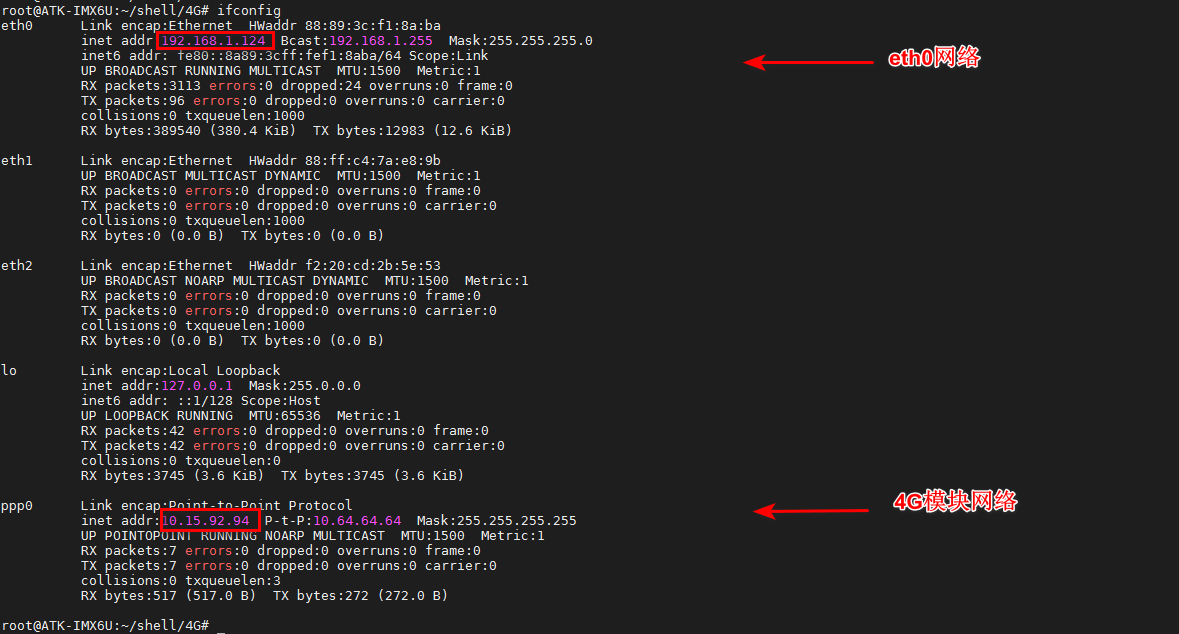 root@ATK-IMX6U:~/shell/4G# ifconfig
eth0      Link encap:Ethernet  HWaddr 88:89:3c:f1:8a:ba
          inet addr:192.168.1.124  Bcast:192.168.1.255  Mask:255.255.255.0
          inet6 addr: fe80::8a89:3cff:fef1:8aba/64 Scope:Link
eth0网络
          UP BROADCAST RUNNING MULTICAST  MTU:1500  Metric:1
          RX packets:3113 errors:0 dropped:24 overruns:0 frame:0
          TX packets:96 errors:0 dropped:0 overruns:0 carrier:0
          collisions:0 txqueuelen:1000
          RX bytes:389540 (380.4 KiB)  TX bytes:12983 (12.6 KiB)
eth1      Link encap:Ethernet  HWaddr 88:ff:c4:7a:e8:9b
          UP BROADCAST MULTICAST DYNAMIC  MTU:1500  Metric:1
          RX packets:0 errors:0 dropped:0 overruns:0 frame:0
          TX packets:0 errors:0 dropped:0 overruns:0 carrier:0
          collisions:0 txqueuelen:1000
          RX bytes:0 (0.0 B)  TX bytes:0 (0.0 B)
eth2      Link encap:Ethernet  HWaddr f2:20:cd:2b:5e:53
          UP BROADCAST NOARP MULTICAST DYNAMIC  MTU:1500  Metric:1
          RX packets:0 errors:0 dropped:0 overruns:0 frame:0
          TX packets:0 errors:0 dropped:0 overruns:0 carrier:0
          collisions:0 txqueuelen:1000
          RX bytes:0 (0.0 B)  TX bytes:0 (0.0 B)
lo        Link encap:Local Loopback
          inet addr:127.0.0.1  Mask:255.0.0.0
          inet6 addr: ::1/128 Scope:Host
          UP LOOPBACK RUNNING  MTU:65536  Metric:1
          RX packets:42 errors:0 dropped:0 overruns:0 frame:0
          TX packets:42 errors:0 dropped:0 overruns:0 carrier:0
          collisions:0 txqueuelen:0
          RX bytes:3745 (3.6 KiB)  TX bytes:3745 (3.6 KiB)
ppp0      Link encap:Point-to-Point Protocol
4G模块网络
          inet addr:10.15.92.94  P-t-P:10.64.64.64  Mask:255.255.255.255
          UP POINTOPOINT RUNNING NOARP MULTICAST  MTU:1500  Metric:1
          RX packets:7 errors:0 dropped:0 overruns:0 frame:0
          TX packets:7 errors:0 dropped:0 overruns:0 carrier:0
          collisions:0 txqueuelen:3
          RX bytes:517 (517.0 B)  TX bytes:272 (272.0 B)
root@ATK-IMX6U:~/shell/4G#